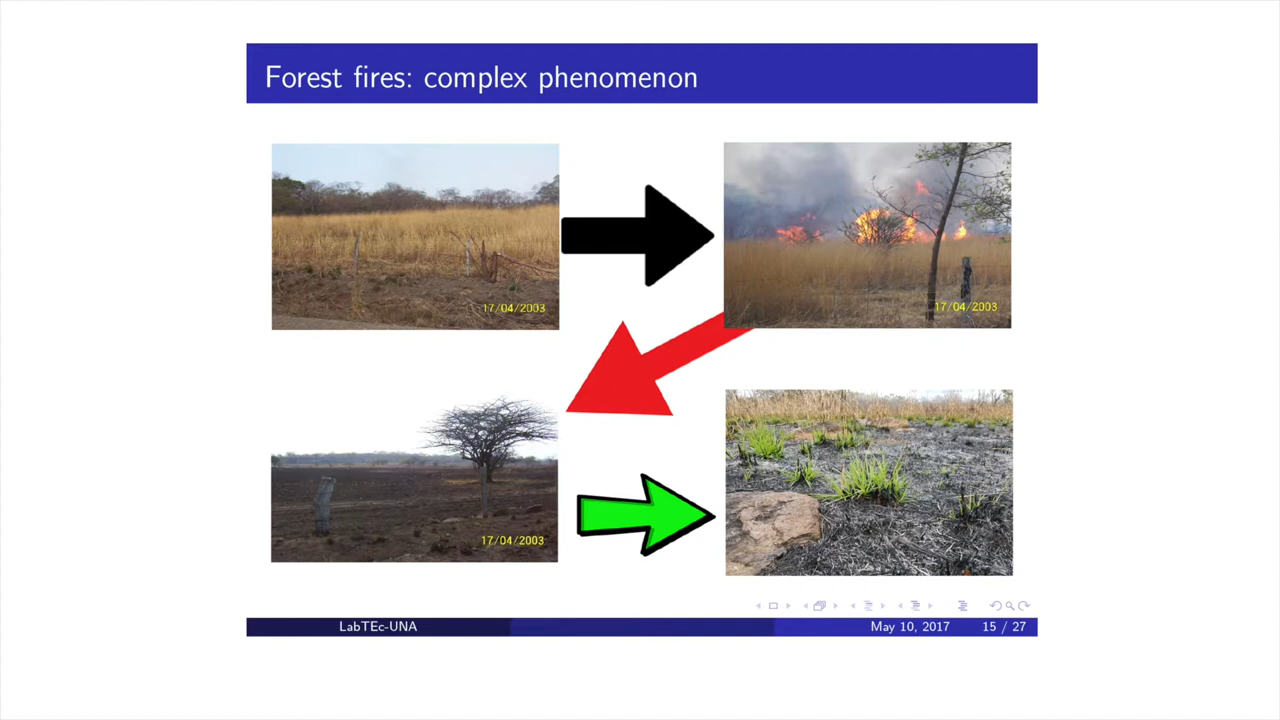 Forest fires: complex phenomenon
17/04/2003
17/04/2003
17/04/2003
LabTEc-UNA
May 10, 2017
15 / 27